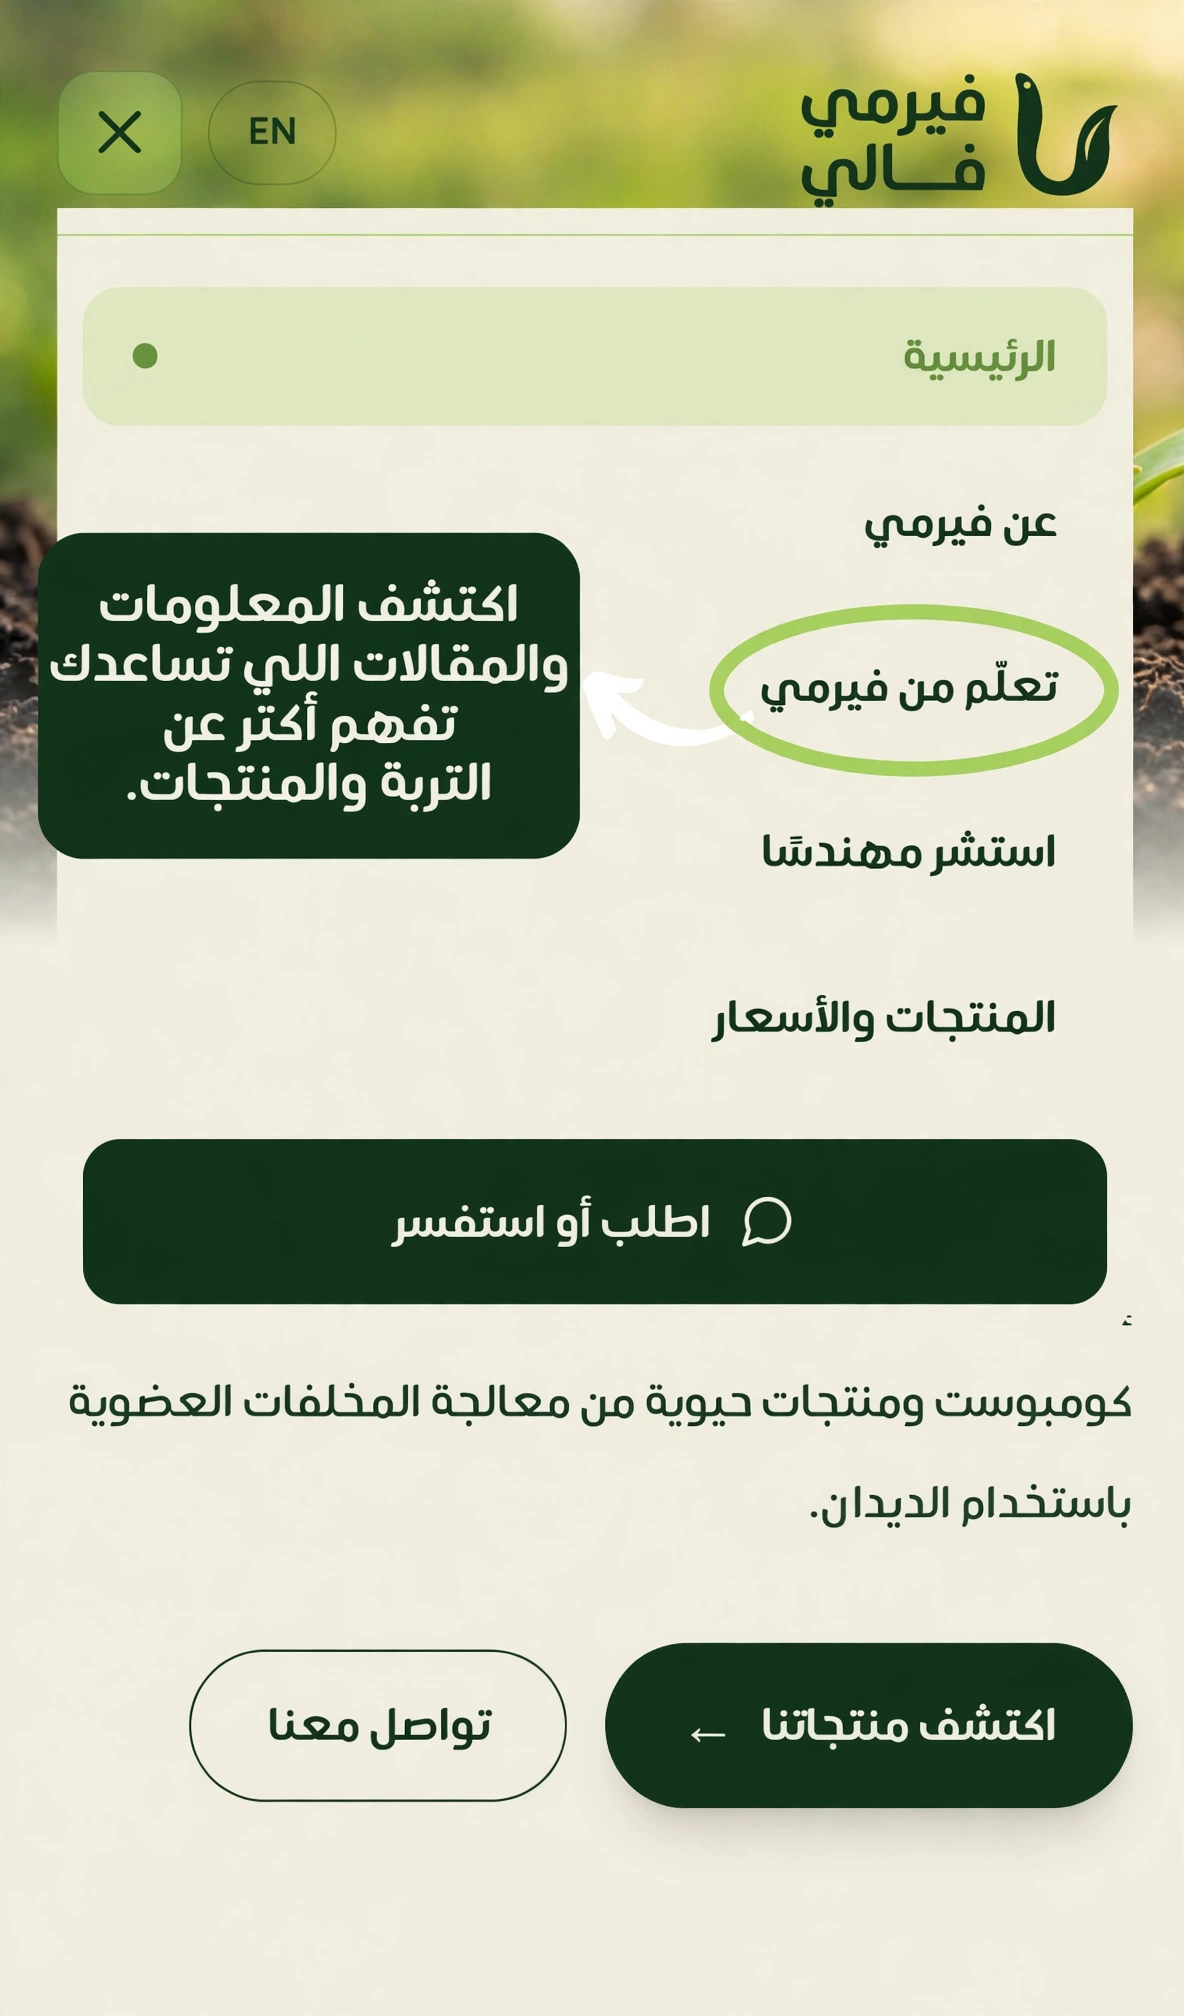 فيرمي
فالي
EN
الرئيسية
عن فيرمي
تعلّم من فيرمي
اكتشف المعلومات
والمقالات اللي تساعدك
تفهم أكتر عن
التربة والمنتجات.
استشر مهندسًا
المنتجات والأسعار
اطلب أو استفسر
كومبوست ومنتجات حيوية من معالجة المخلفات العضوية
باستخدام الديدان.
اكتشف منتجاتنا ←
تواصل معنا